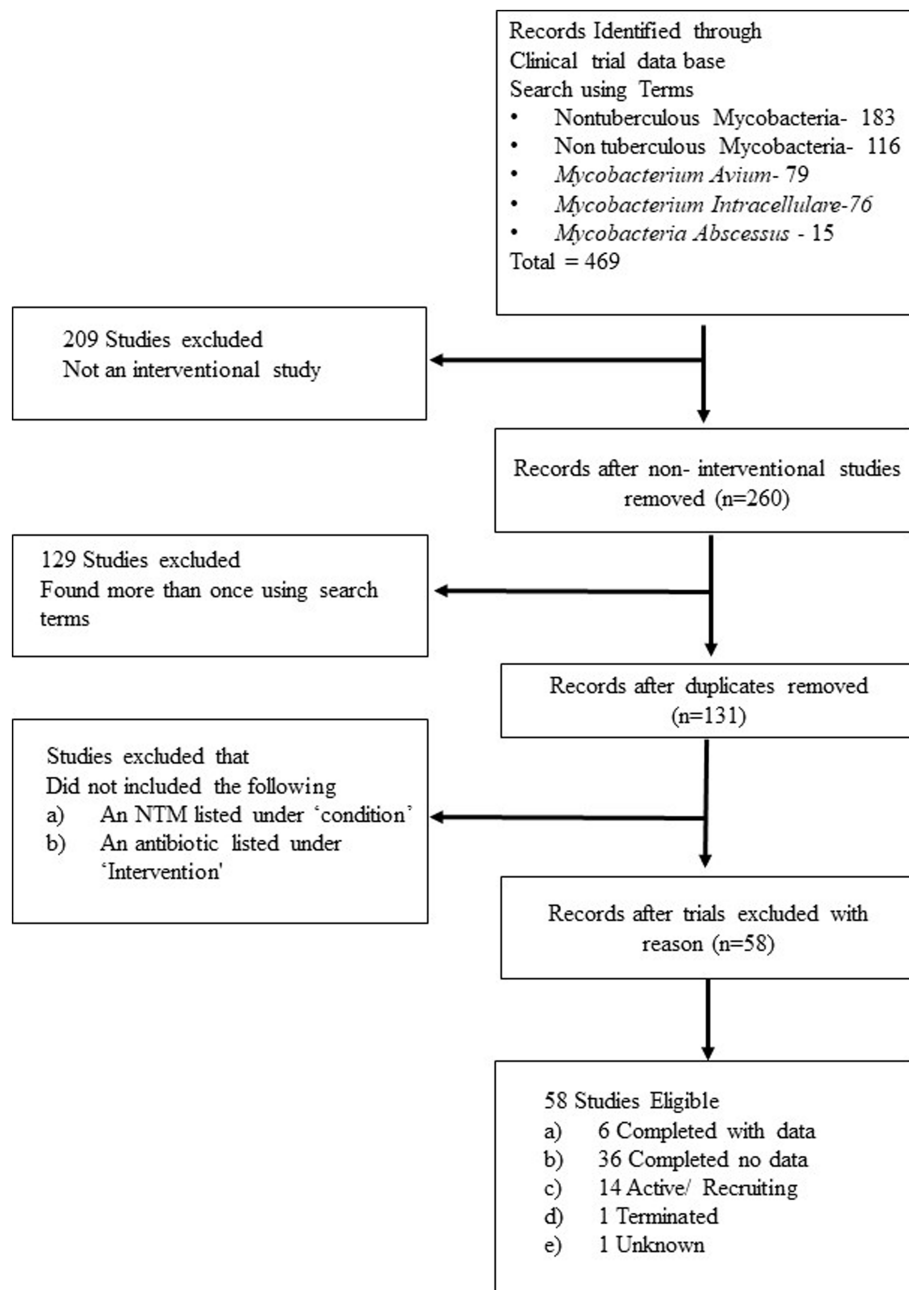 Records Identified through
Clinical trial data base
Search using Terms
• Nontuberculous Mycobacteria- 183
• Non tuberculous Mycobacteria- 116
• Mycobacterium Avium- 79
• Mycobacterium Intracellulare-76
• Mycobacteria Abscessus - 15
Total = 469
209 Studies excluded
Not an interventional study
Records after non- interventional studies
removed (n=260)
129 Studies excluded
Found more than once using search
terms
Records after duplicates removed
(n=131)
Studies excluded that
Did not included the following
a) An NTM listed under ‘condition’
b) An antibiotic listed under
‘Intervention'
Records after trials excluded with
reason (n=58)
58 Studies Eligible
a) 6 Completed with data
b) 36 Completed no data
c) 14 Active/ Recruiting
d) 1 Terminated
e) 1 Unknown